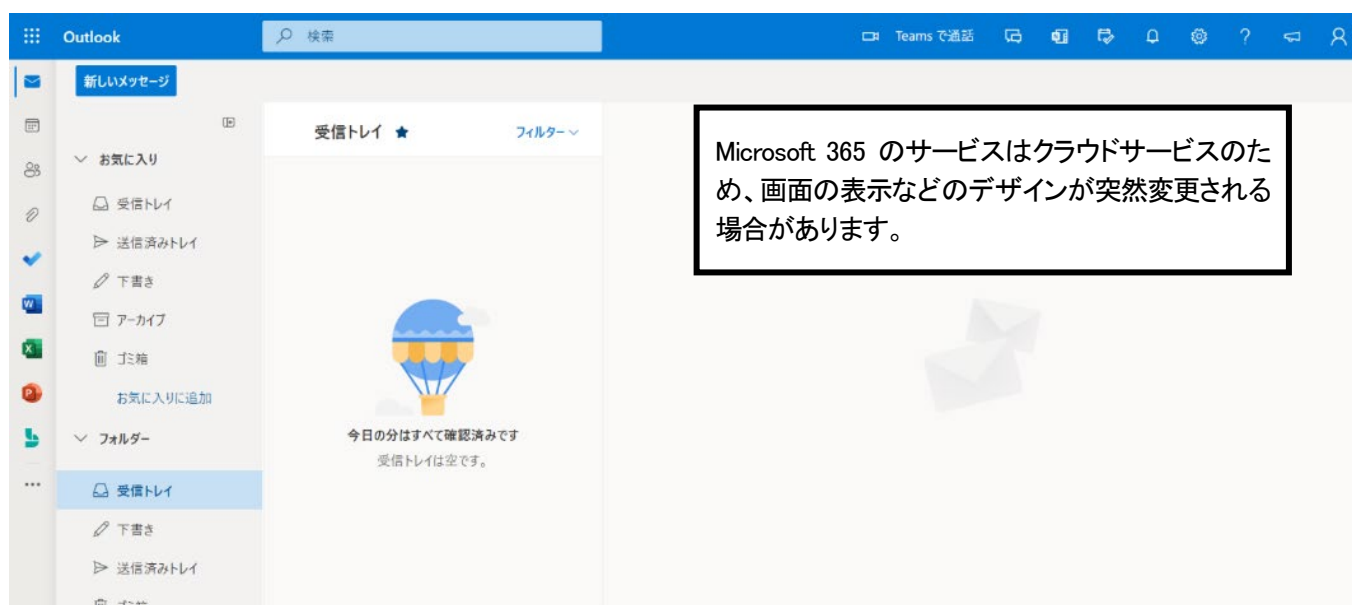 Outlook
検索
Teams で通話
新しいメッセージ
お気に入り
受信トレイ
送信済みトレイ
下書き
アーカイブ
ゴミ箱
お気に入りに追加
フォルダー
受信トレイ
下書き
送信済みトレイ
受信トレイ
フィルター
今日の分はすべて確認済みです
受信トレイは空です。
Microsoft 365 のサービスはクラウドサービスのた
め、画面の表示などのデザインが突然変更される
場合があります。